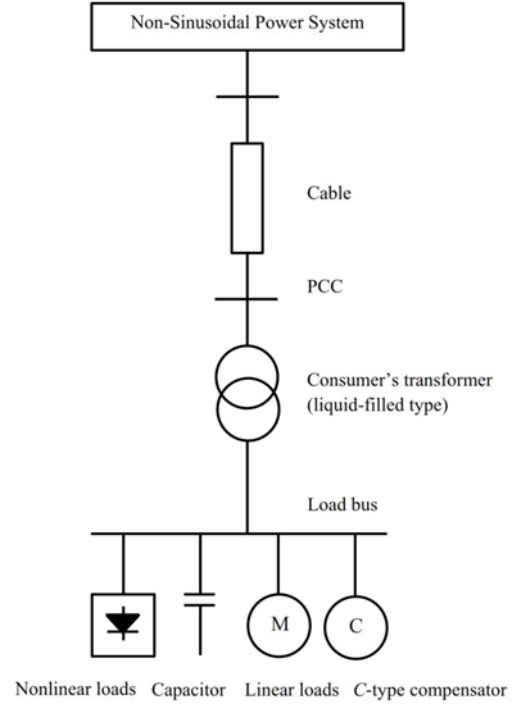 Non-Sinusoidal Power System
Cable
PCC
Consumer’s transformer
(liquid-filled type)
Load bus
M
C
Nonlinear loads Capacitor Linear loads C-type compensator